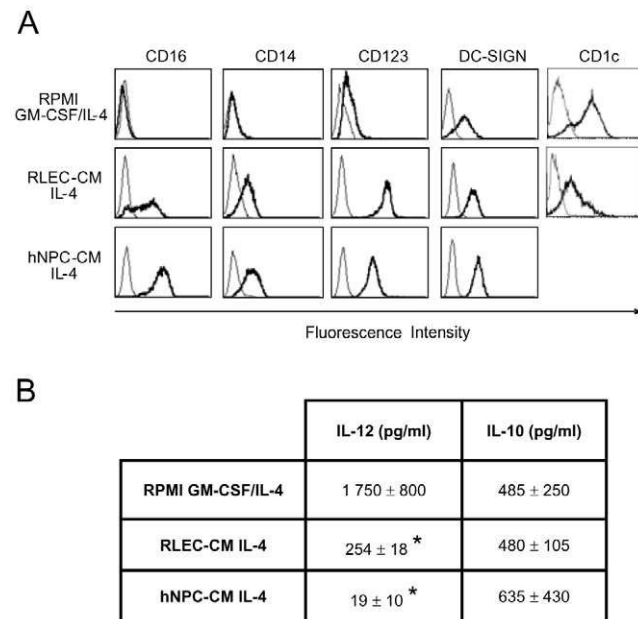 A
CD16 CD14 CD123 DC-SIGN CD1c
RPMI
GM-CSF/IL-4
RLEC-CM
IL-4
hNPC-CM
IL-4
Fluorescence Intensity
B
IL-12 (pg/ml) IL-10 (pg/ml)
RPMI GM-CSF/IL-4 1 750 ± 800 485 ± 250
RLEC-CM IL-4 254 ± 18 * 480 ± 105
hNPC-CM IL-4 19 ± 10 * 635 ± 430